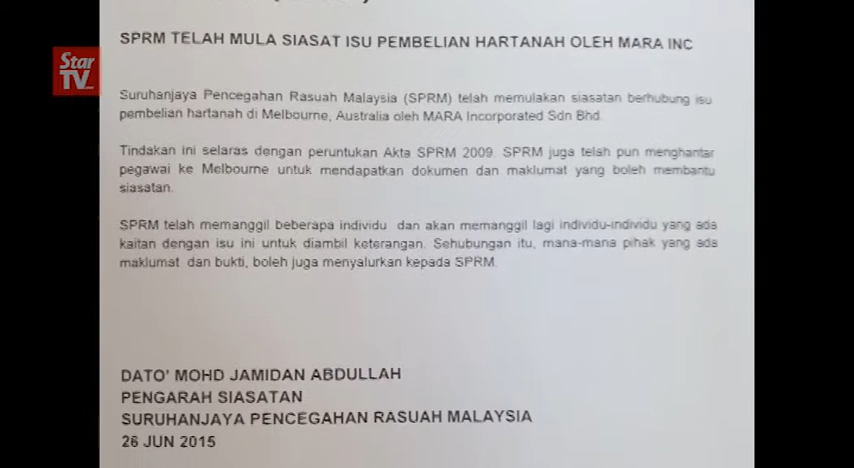 Star
TV
SPRM TELAH MULA SIASAT ISU PEMBELIAN HARTANAH OLEH MARA INC
Suruhanjaya Pencegahan Rasuah Malaysia (SPRM) telah memulakan siasatan berhubung isu
pembelian hartanah di Melbourne, Australia oleh MARA Incorporated Sdn Bhd.
Tindakan ini selaras dengan peruntukan Akta SPRM 2009. SPRM juga telah pun menghantar
pegawai ke Melbourne untuk mendapatkan dokumen dan maklumat yang boleh membantu
siasatan.
SPRM telah memanggil beberapa individu dan akan memanggil lagi individu-individu yang ada
kaitan dengan isu ini untuk diambil keterangan. Sehubungan itu, mana-mana pihak yang ada
maklumat dan bukti, boleh juga menyalurkan kepada SPRM.
DATO' MOHD JAMIDAN ABDULLAH
PENGARAH SIASATAN
SURUHANJAYA PENCEGAHAN RASUAH MALAYSIA
26 JUN 2015